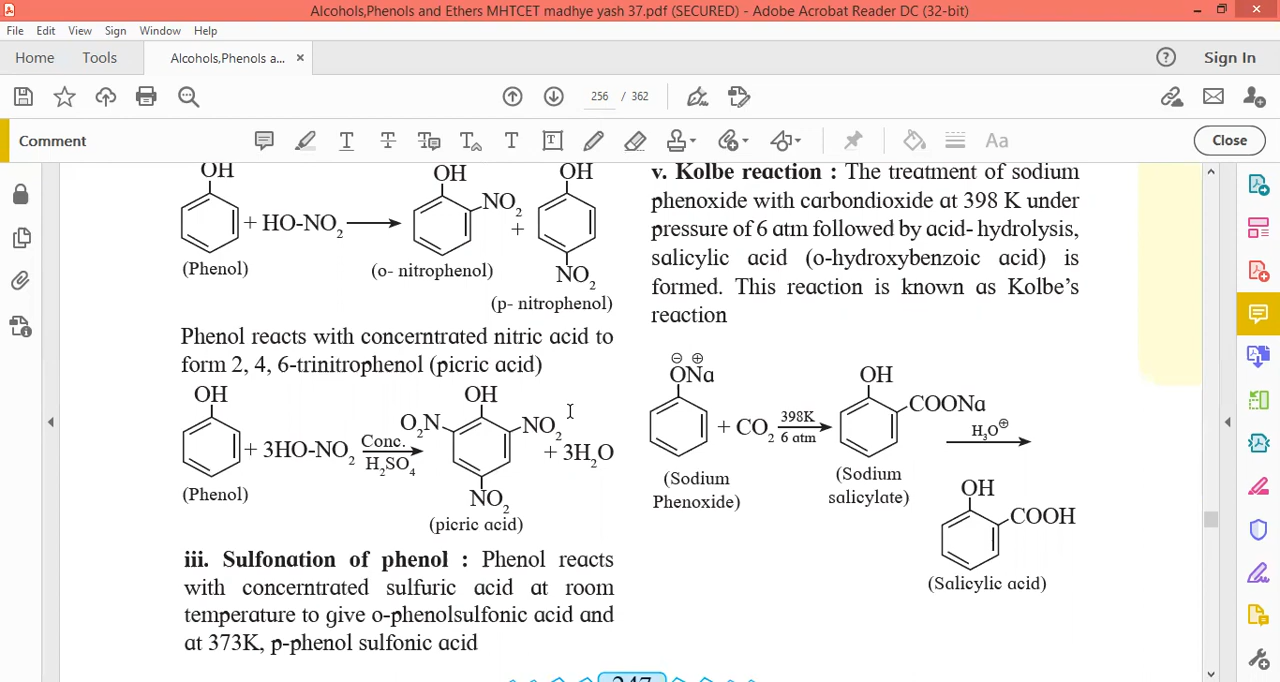 Alcohols,Phenols and Ethers MHTCET madhye yash 37.pdf (SECURED) - Adobe Acrobat Reader DC (32-bit)
File Edit View Sign Window Help
Home Tools Alcohols,Phenols a... × ? Sign In
256 / 362
Comment
Close
OH
+ HO-NO2
(Phenol)
OH
NO2
(o- nitrophenol)
+
OH
NO2
(p- nitrophenol)
Phenol reacts with concerntrated nitric acid to
form 2, 4, 6-trinitrophenol (picric acid)
OH
+ 3HO-NO2
Conc.
H2SO4
(Phenol)
OH
O2N
NO2
NO2
+ 3H2O
(picric acid)
iii. Sulfonation of phenol : Phenol reacts
with concerntrated sulfuric acid at room
temperature to give o-phenolsulfonic acid and
at 373K, p-phenol sulfonic acid
v. Kolbe reaction : The treatment of sodium
phenoxide with carbondioxide at 398 K under
pressure of 6 atm followed by acid- hydrolysis,
salicylic acid (o-hydroxybenzoic acid) is
formed. This reaction is known as Kolbe’s
reaction
⊖ ⊕
ONa
+ CO2
398K
6 atm
(Sodium
Phenoxide)
OH
COONa
(Sodium
salicylate)
H3O⊕
OH
COOH
(Salicylic acid)
247